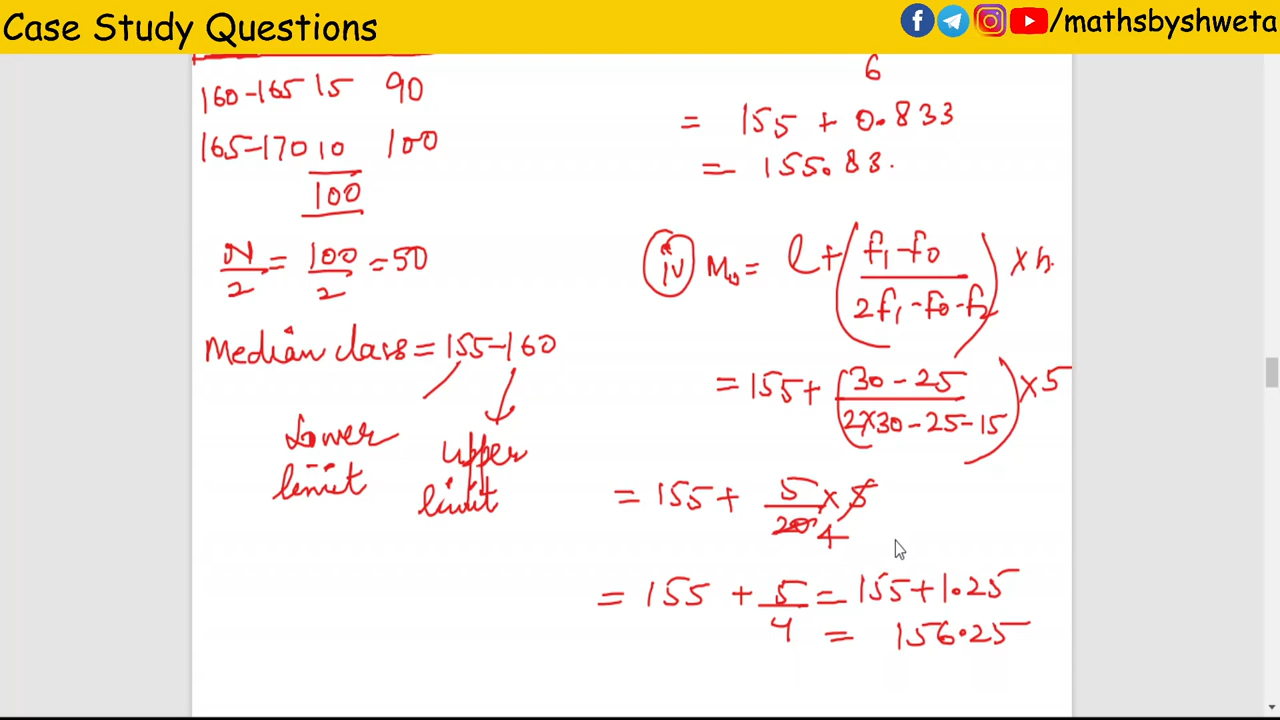 Case Study Questions
/mathsbyshweta
160-165 15 90
165-170 10 100
100
N/2 = 100/2 = 50
Median class = 155-160
Lower limit
upper limit
6
= 155 + 0.833
= 155.83.
iv Mo = l + (f1-f0 / 2f1-f0-f2) × h
= 155 + (30-25 / 2×30-25-15) × 5
= 155 + 5/20 4 × 5
= 155 + 5/4 = 155 + 1.25
= 156.25